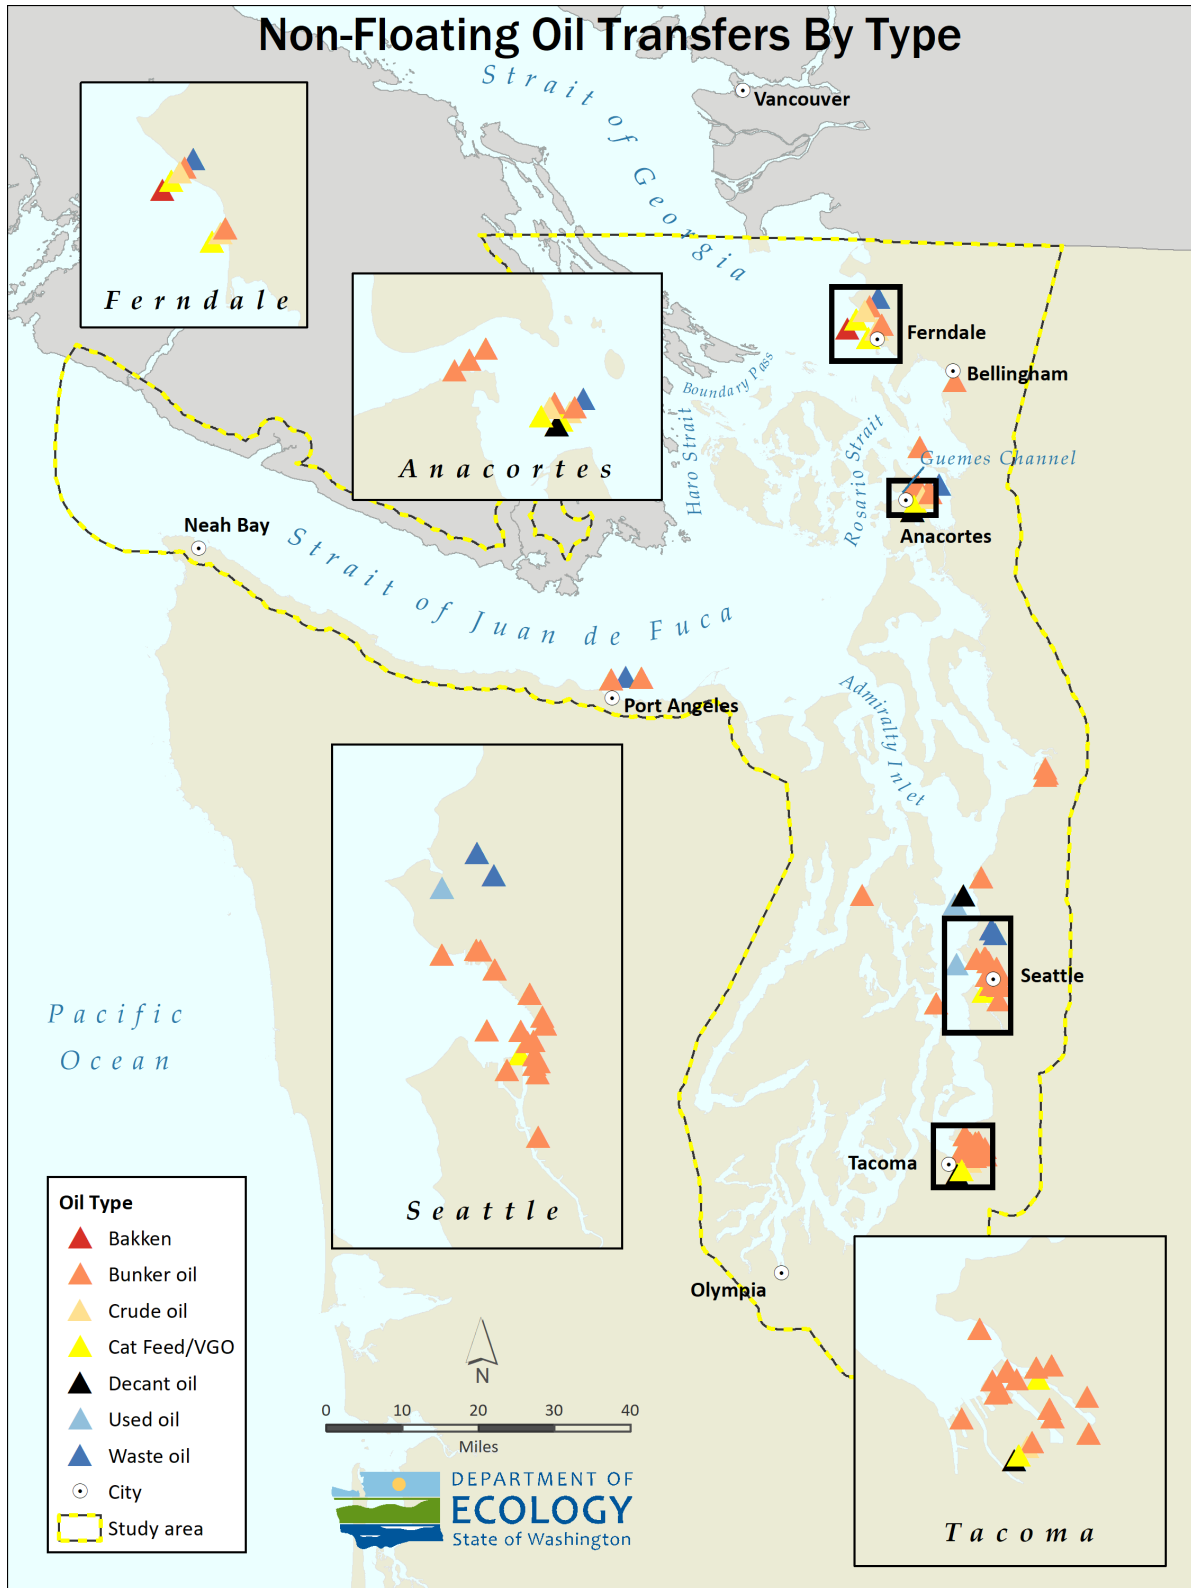 Non-Floating Oil Transfers By Type
Strait of Georgia
Vancouver
Ferndale
Anacortes
Ferndale
Bellingham
Boundary Pass
Haro Strait
Rosario Strait
Guemes Channel
Anacortes
Neah Bay
Strait of Juan de Fuca
Port Angeles
Admiralty Inlet
Seattle
Seattle
Pacific
Ocean
Tacoma
Olympia
Tacoma
Oil Type
Bakken
Bunker oil
Crude oil
Cat Feed/VGO
Decant oil
Used oil
Waste oil
City
Study area
N
0 10 20 30 40
Miles
DEPARTMENT OF
ECOLOGY
State of Washington